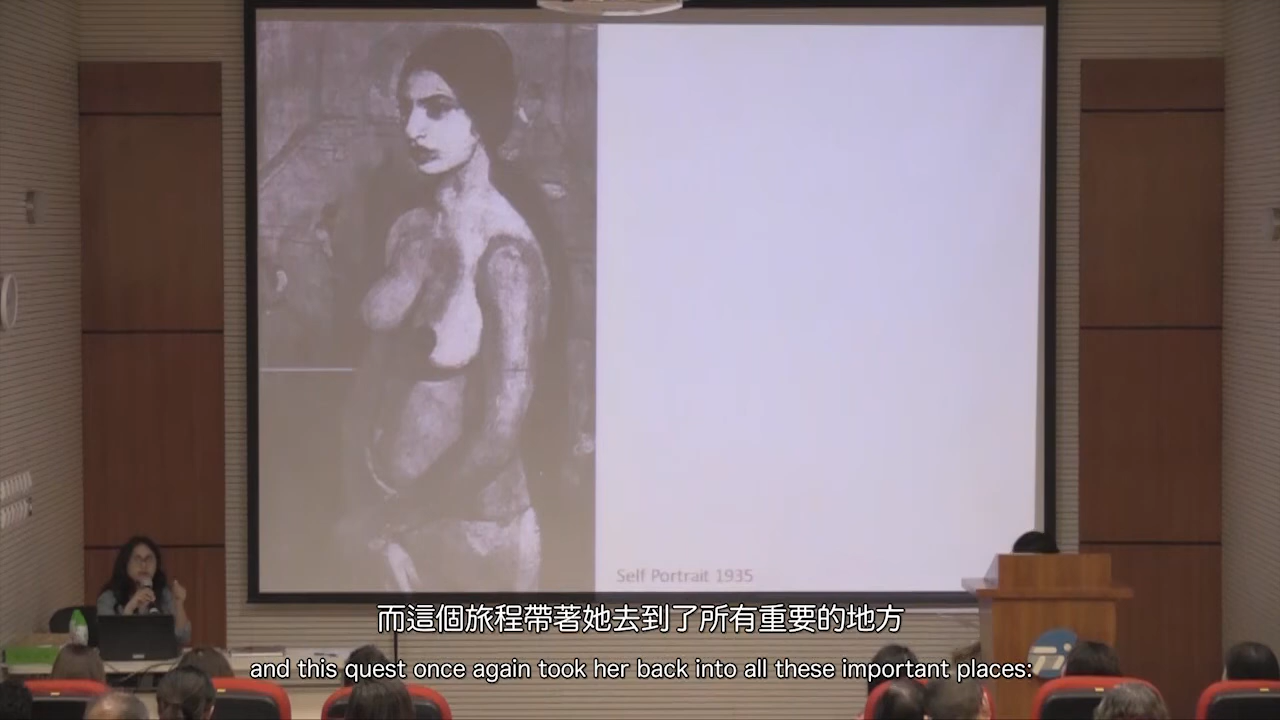 Self Portrait 1935
而這個旅程帶著她去到了所有重要的地方
and this quest once again took her back into all these important places: